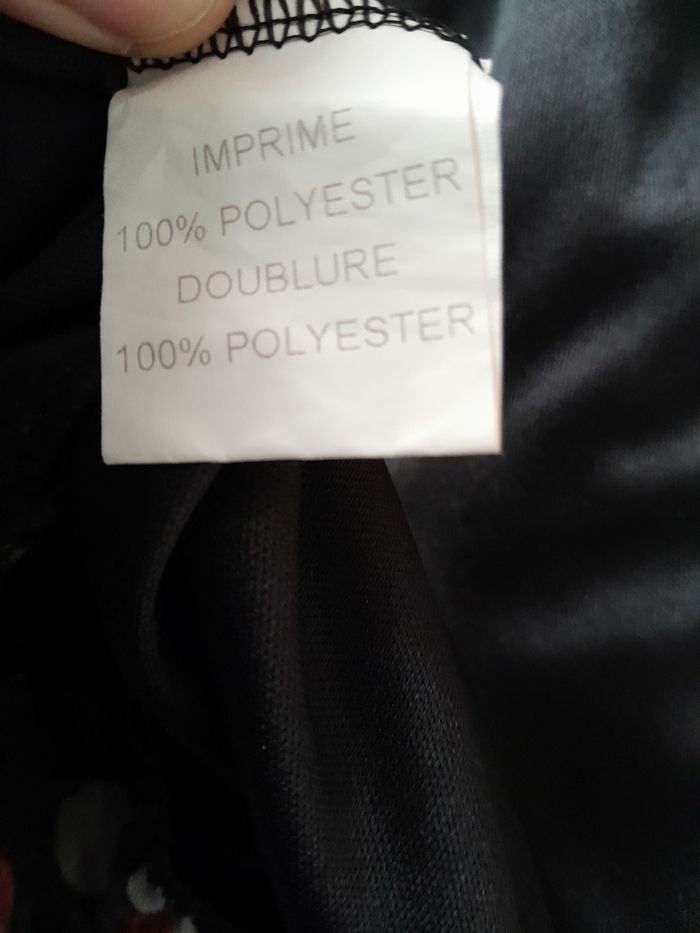 IMPRIME
100% POLYESTER
DOUBLURE
100% POLYESTER